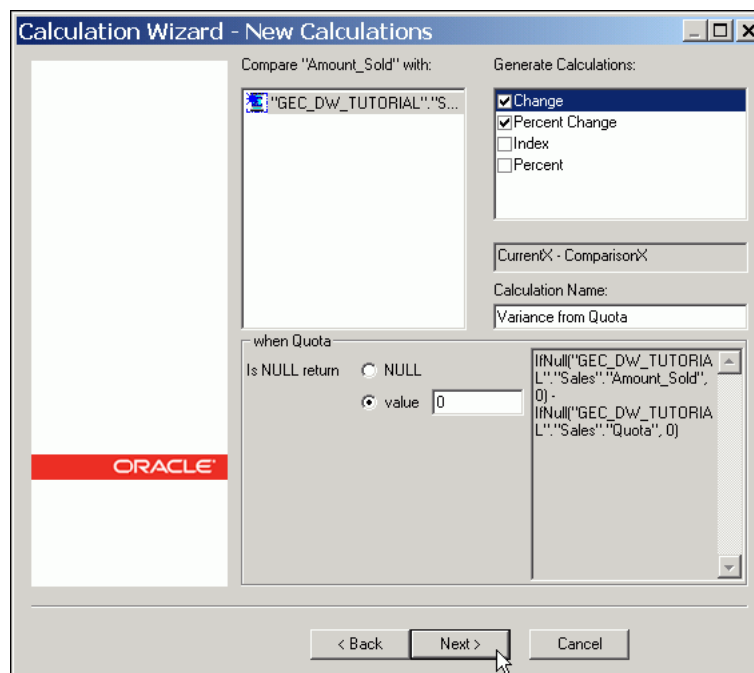 Calculation Wizard - New Calculations
Compare "Amount_Sold" with:
"GEC_DW_TUTORIAL"."S...
Generate Calculations:
Change
Percent Change
Index
Percent
CurrentX - ComparisonX
Calculation Name:
Variance from Quota
when Quota
Is NULL return
NULL
value 0
IfNull("GEC_DW_TUTORIA
L"."Sales"."Amount_Sold",
0) -
IfNull("GEC_DW_TUTORIA
L"."Sales"."Quota", 0)
ORACLE
< Back
Next >
Cancel